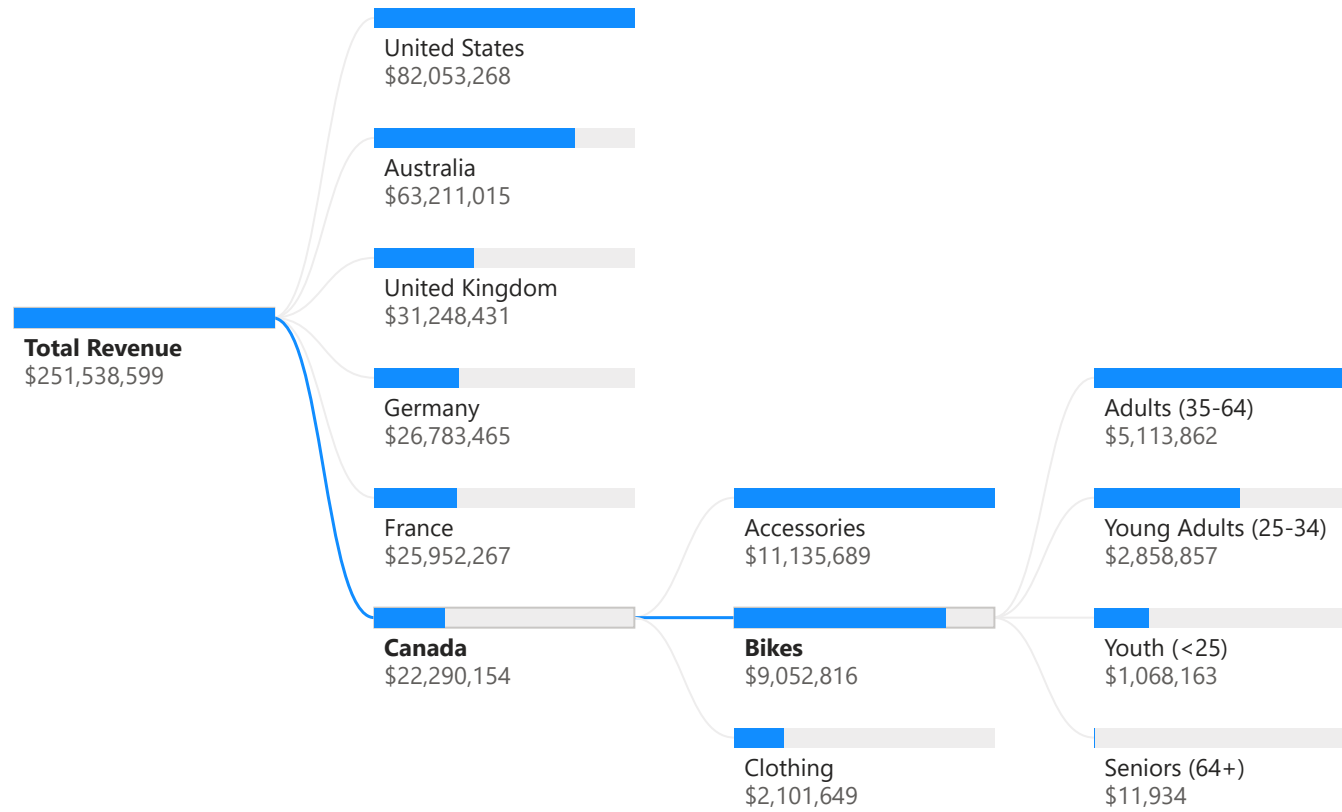 United States
$82,053,268
Australia
$63,211,015
United Kingdom
$31,248,431
Total Revenue
$251,538,599
Germany
$26,783,465
France
$25,952,267
Canada
$22,290,154
Accessories
$11,135,689
Bikes
$9,052,816
Clothing
$2,101,649
Adults (35-64)
$5,113,862
Young Adults (25-34)
$2,858,857
Youth (<25)
$1,068,163
Seniors (64+)
$11,934